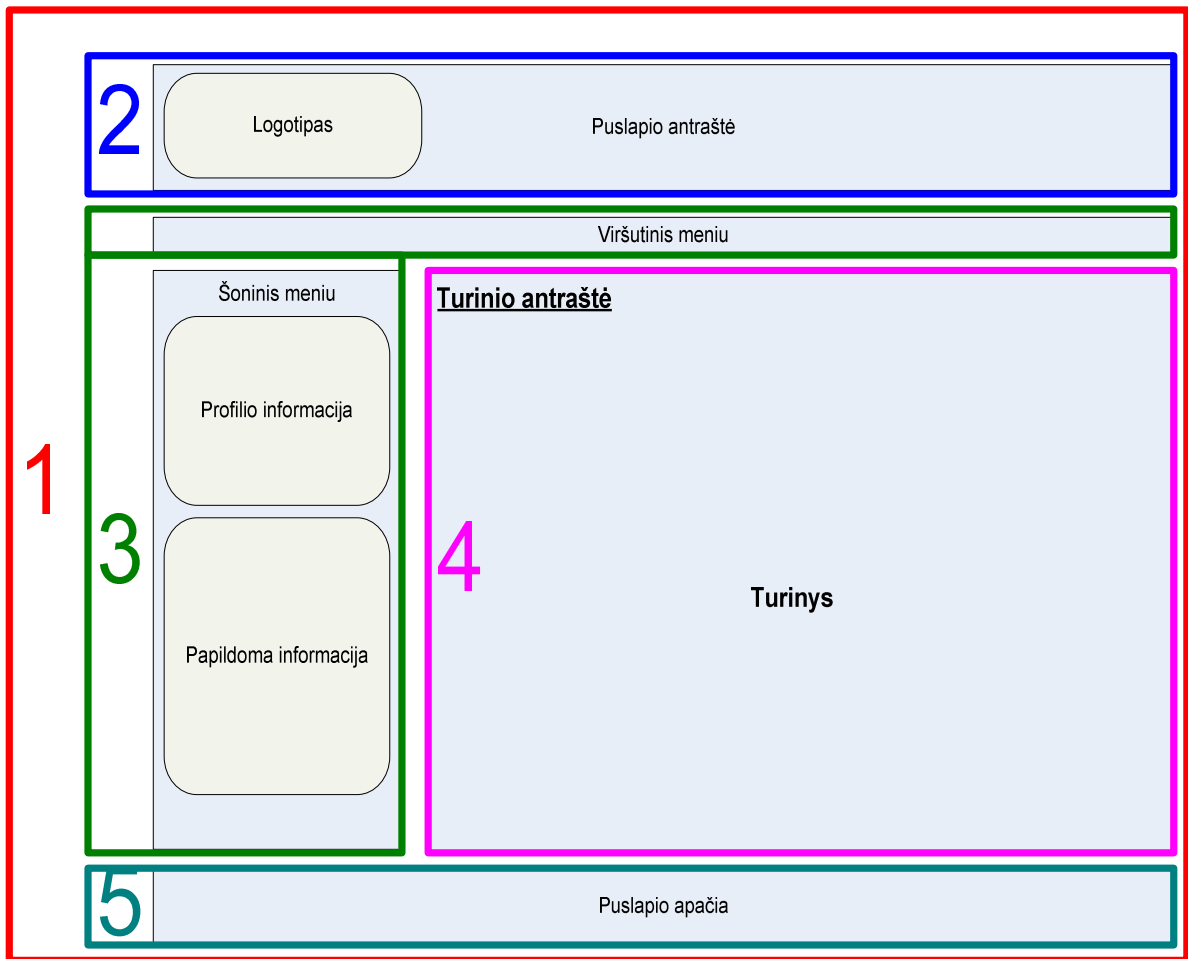 2
Logotipas
Puslapio antraštė
Viršutinis meniu
1
3
Šoninis meniu
Profilio informacija
Papildoma informacija
Turinio antraštė
4
Turinys
5
Puslapio apačia